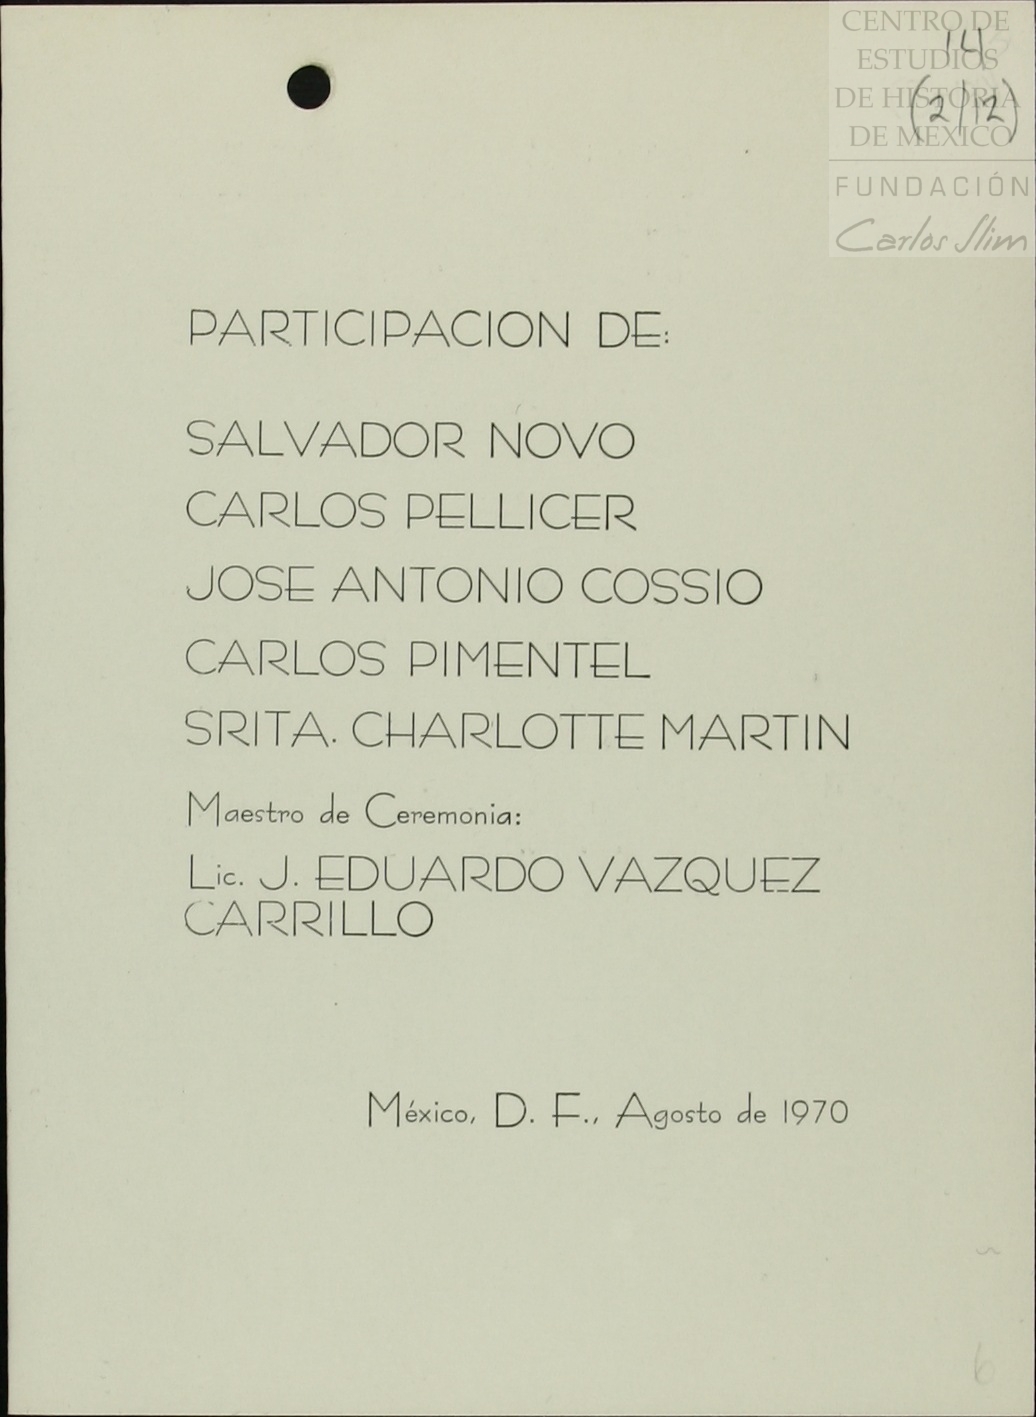 CENTRO DE
ESTUDIOS
DE HISTORIA
DE MÉXICO
FUNDACIÓN
Carlos Slim
14
(2/12)
PARTICIPACION DE:
SALVADOR NOVO
CARLOS PELLICER
JOSE ANTONIO COSSIO
CARLOS PIMENTEL
SRITA. CHARLOTTE MARTIN
Maestro de Ceremonia:
Lic. J. EDUARDO VAZQUEZ
CARRILLO
México, D. F., Agosto de 1970
6